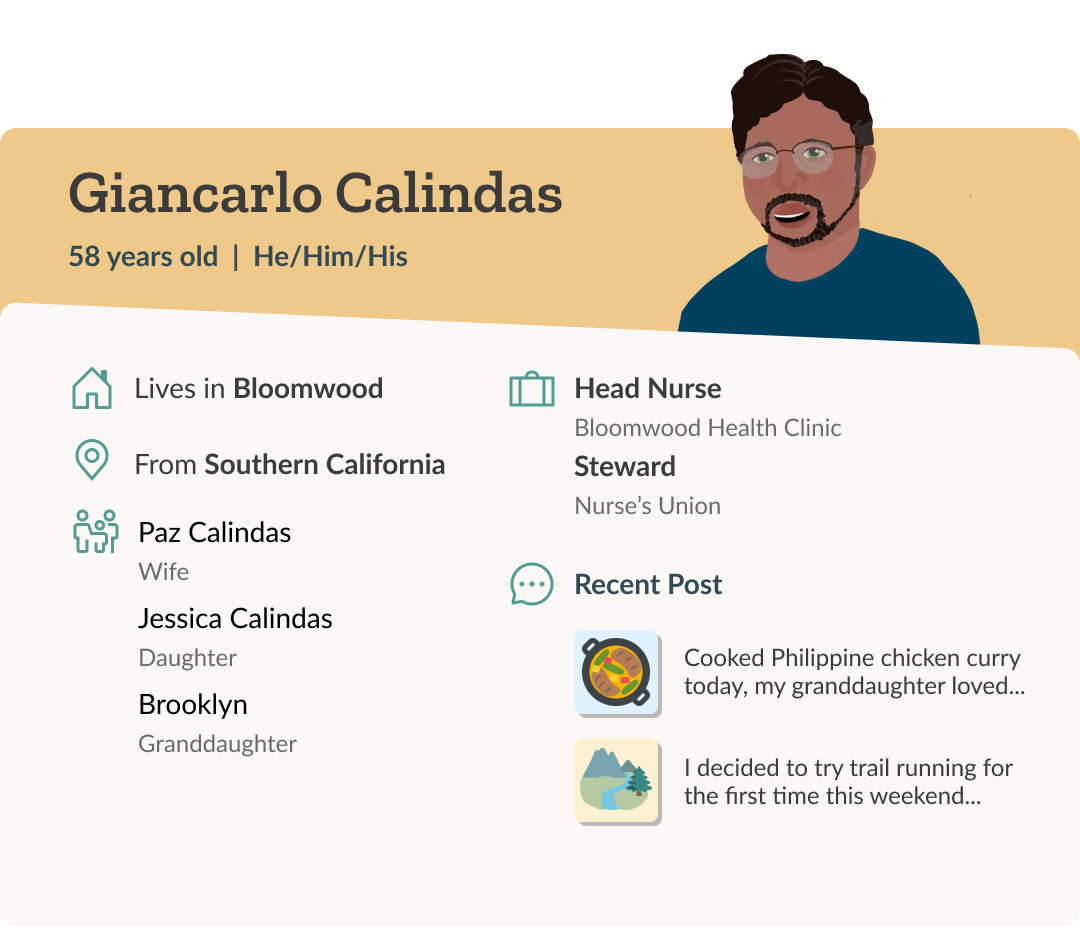 Giancarlo Calindas
58 years old | He/Him/His
Lives in Bloomwood
From Southern California
Paz Calindas
Wife
Jessica Calindas
Daughter
Brooklyn
Granddaughter
Head Nurse
Bloomwood Health Clinic
Steward
Nurse’s Union
Recent Post
Cooked Philippine chicken curry
today, my granddaughter loved...
I decided to try trail running for
the first time this weekend...